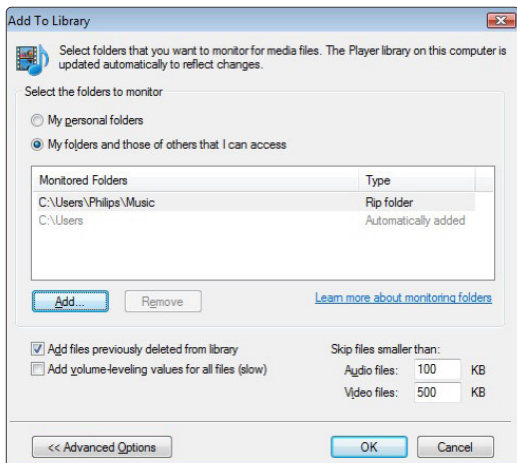 Add To Library
Select folders that you want to monitor for media files. The Player library on this computer is
updated automatically to reflect changes.
Select the folders to monitor
My personal folders
My folders and those of others that I can access
Monitored Folders Type
C:\Users\Philips\Music Rip folder
C:\Users Automatically added
Add... Remove Learn more about monitoring folders
Add files previously deleted from library Skip files smaller than:
Add volume-leveling values for all files (slow) Audio files: 100 KB
Video files: 500 KB
<< Advanced Options OK Cancel